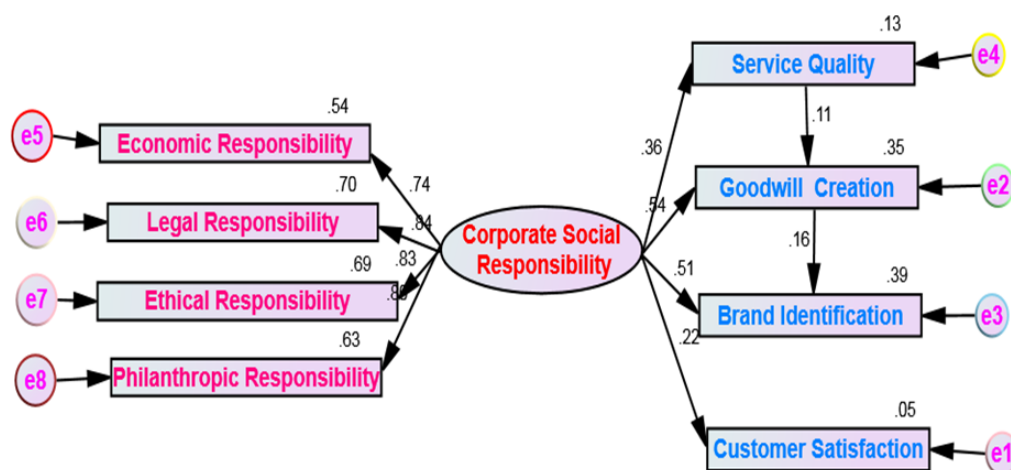 .13
e4
Service Quality
.54
e5
Economic Responsibility
.11
.36
.35
.70
.74
e2
Goodwill Creation
e6
Legal Responsibility
.84
.54
Corporate Social
Responsibility
.16
.69
.83
.51
.39
e7
Ethical Responsibility
Brand Identification
e3
.63
.22
e8
Philanthropic Responsibility
.05
Customer Satisfaction
e1